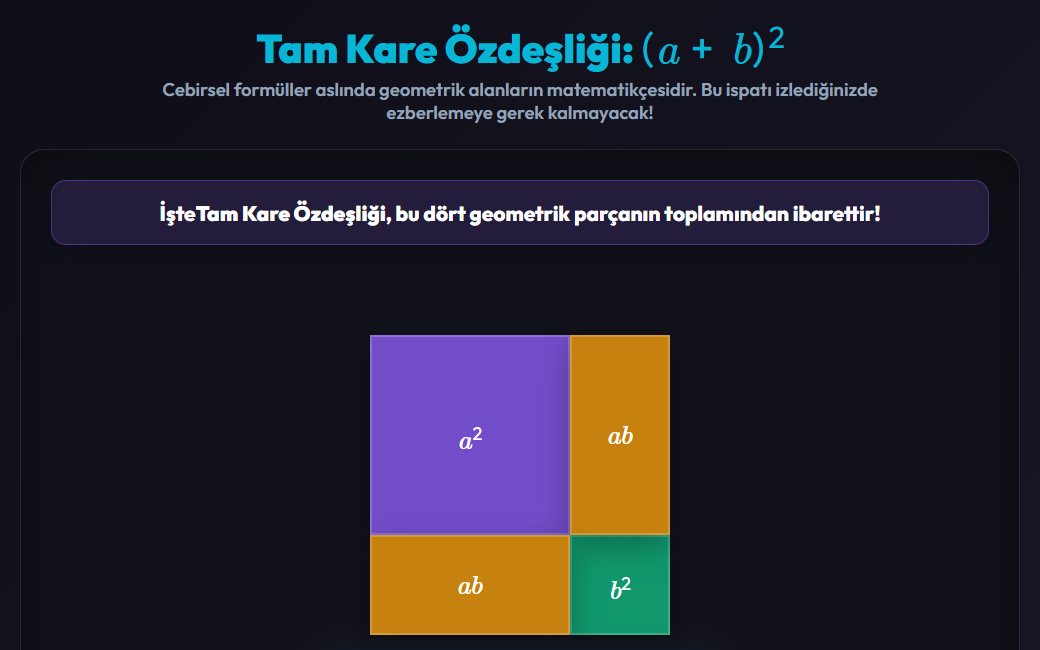 Tam Kare Özdeşliği: (a + b)²
Cebirsel formüller aslında geometrik alanların matematikçesidir. Bu ispatı izlediğinizde
ezberlemeye gerek kalmayacak!
İşteTam Kare Özdeşliği, bu dört geometrik parçanın toplamından ibarettir!
a²
ab
ab
b²